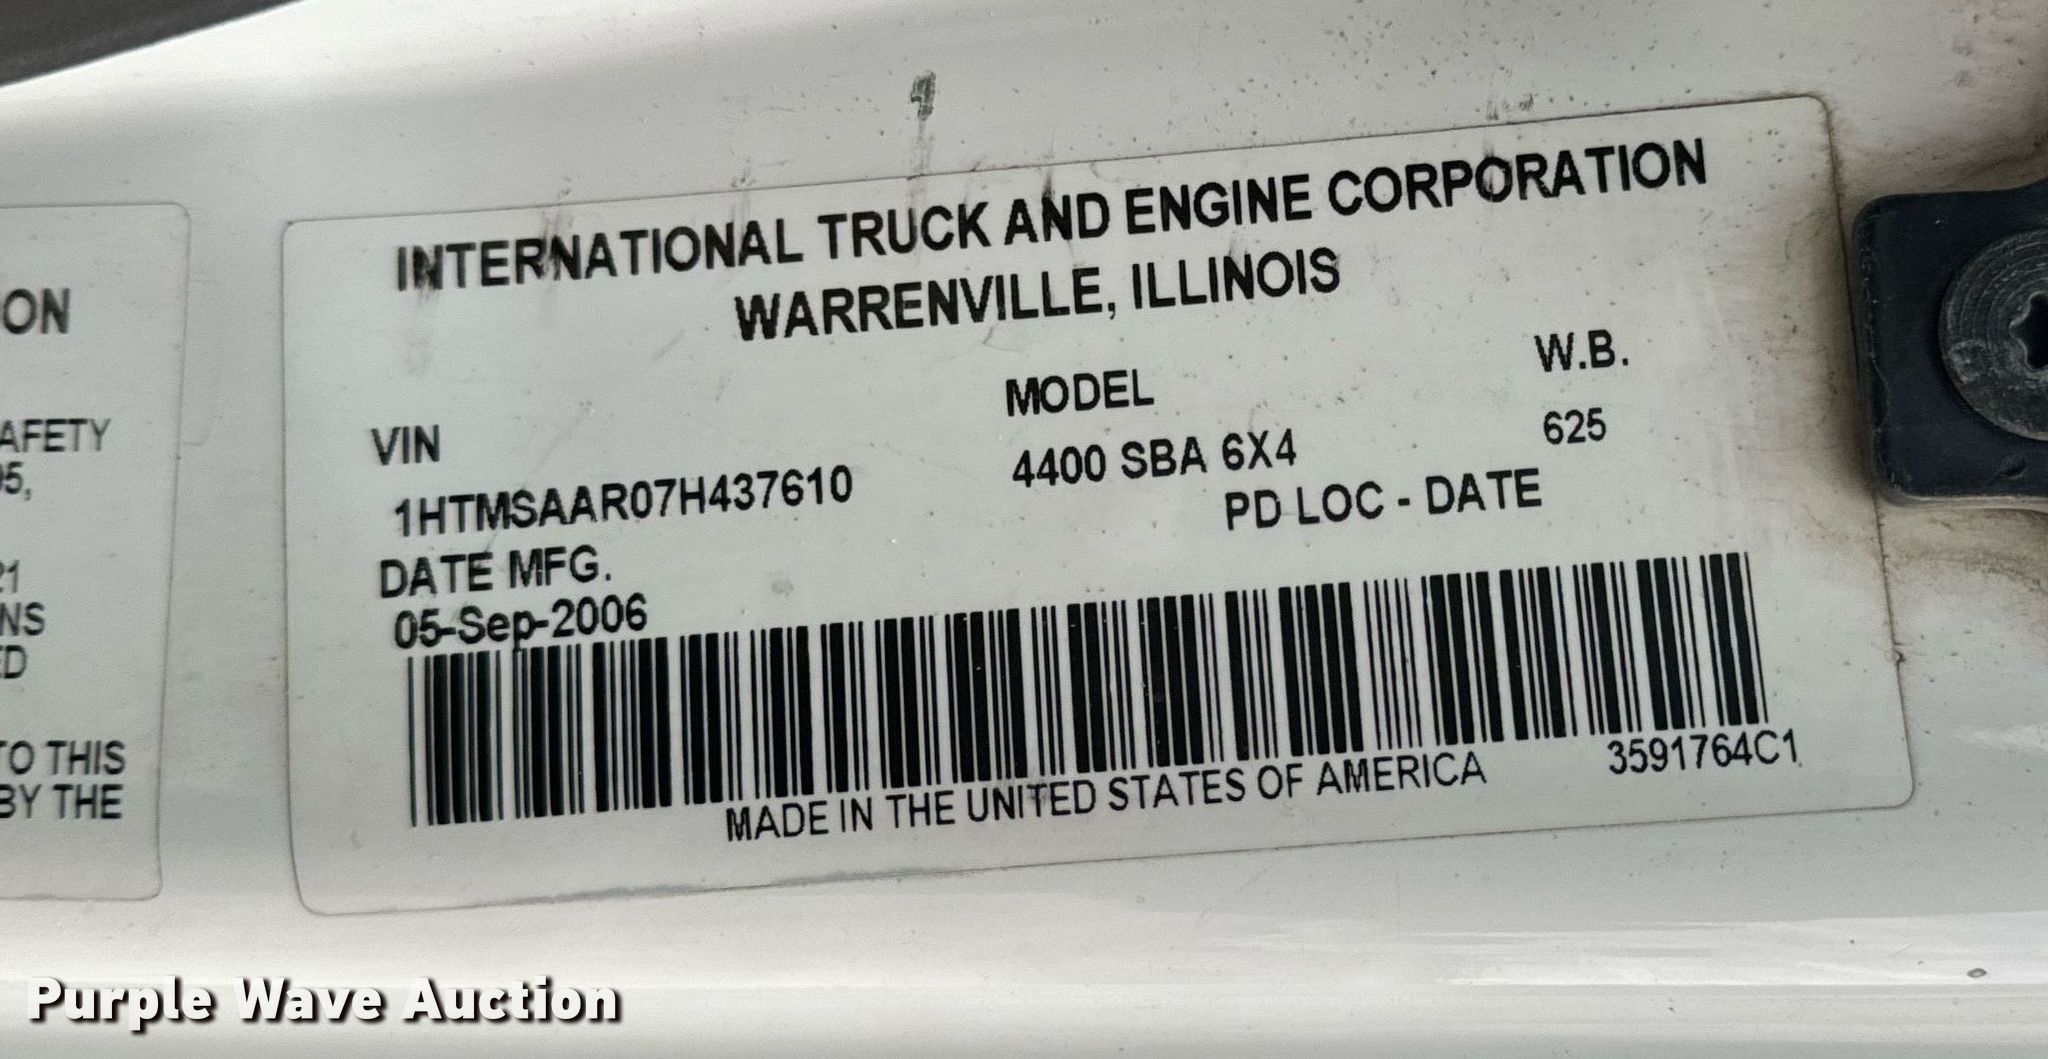 ON
AFETY
05,
21
NS
ED
TO THIS
BY THE
INTERNATIONAL TRUCK AND ENGINE CORPORATION
WARRENVILLE, ILLINOIS
VIN MODEL W.B.
1HTMSAAR07H437610 4400 SBA 6X4 625
DATE MFG. PD LOC - DATE
05-Sep-2006
MADE IN THE UNITED STATES OF AMERICA 3591764C1
Purple Wave Auction